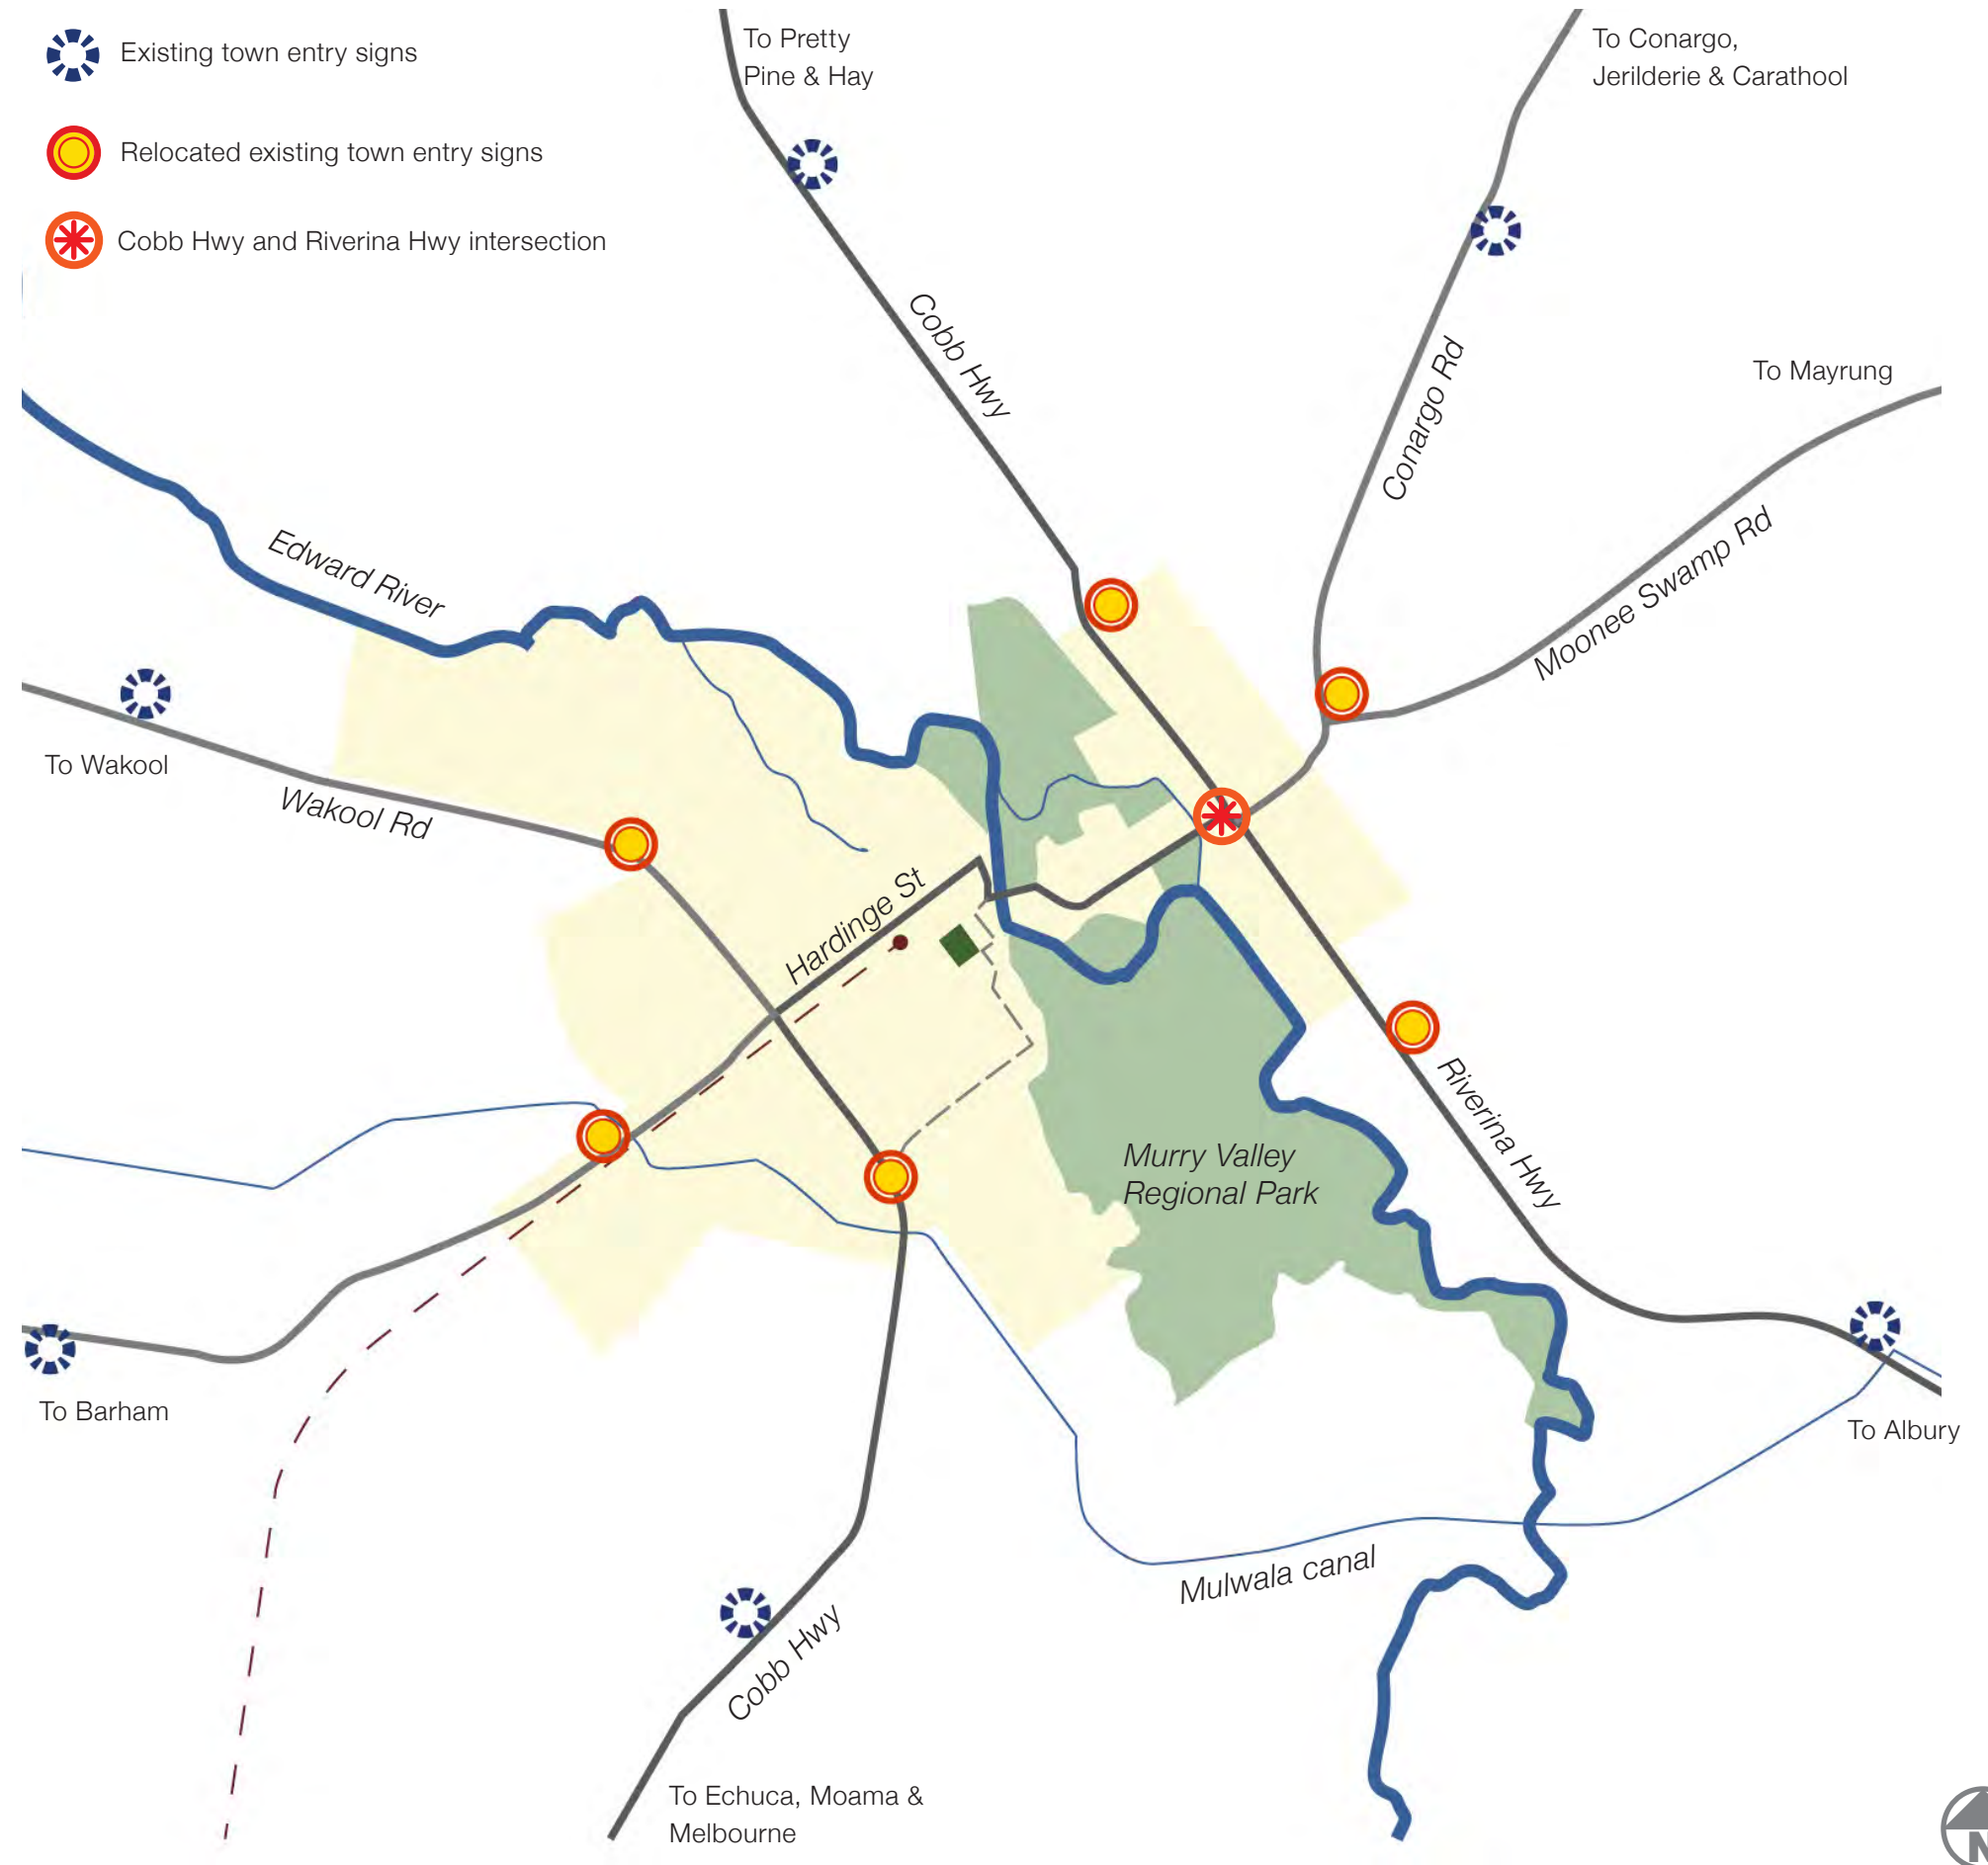 Existing town entry signs
Relocated existing town entry signs
Cobb Hwy and Riverina Hwy intersection
To Pretty
Pine & Hay
To Conargo,
Jerilderie & Carathool
Cobb Hwy
Conargo Rd
To Mayrung
Moonee Swamp Rd
Edward River
To Wakool
Wakool Rd
Hardinge St
Murry Valley
Regional Park
Riverina Hwy
To Barham
To Albury
Mulwala canal
Cobb Hwy
To Echuca, Moama &
Melbourne
N